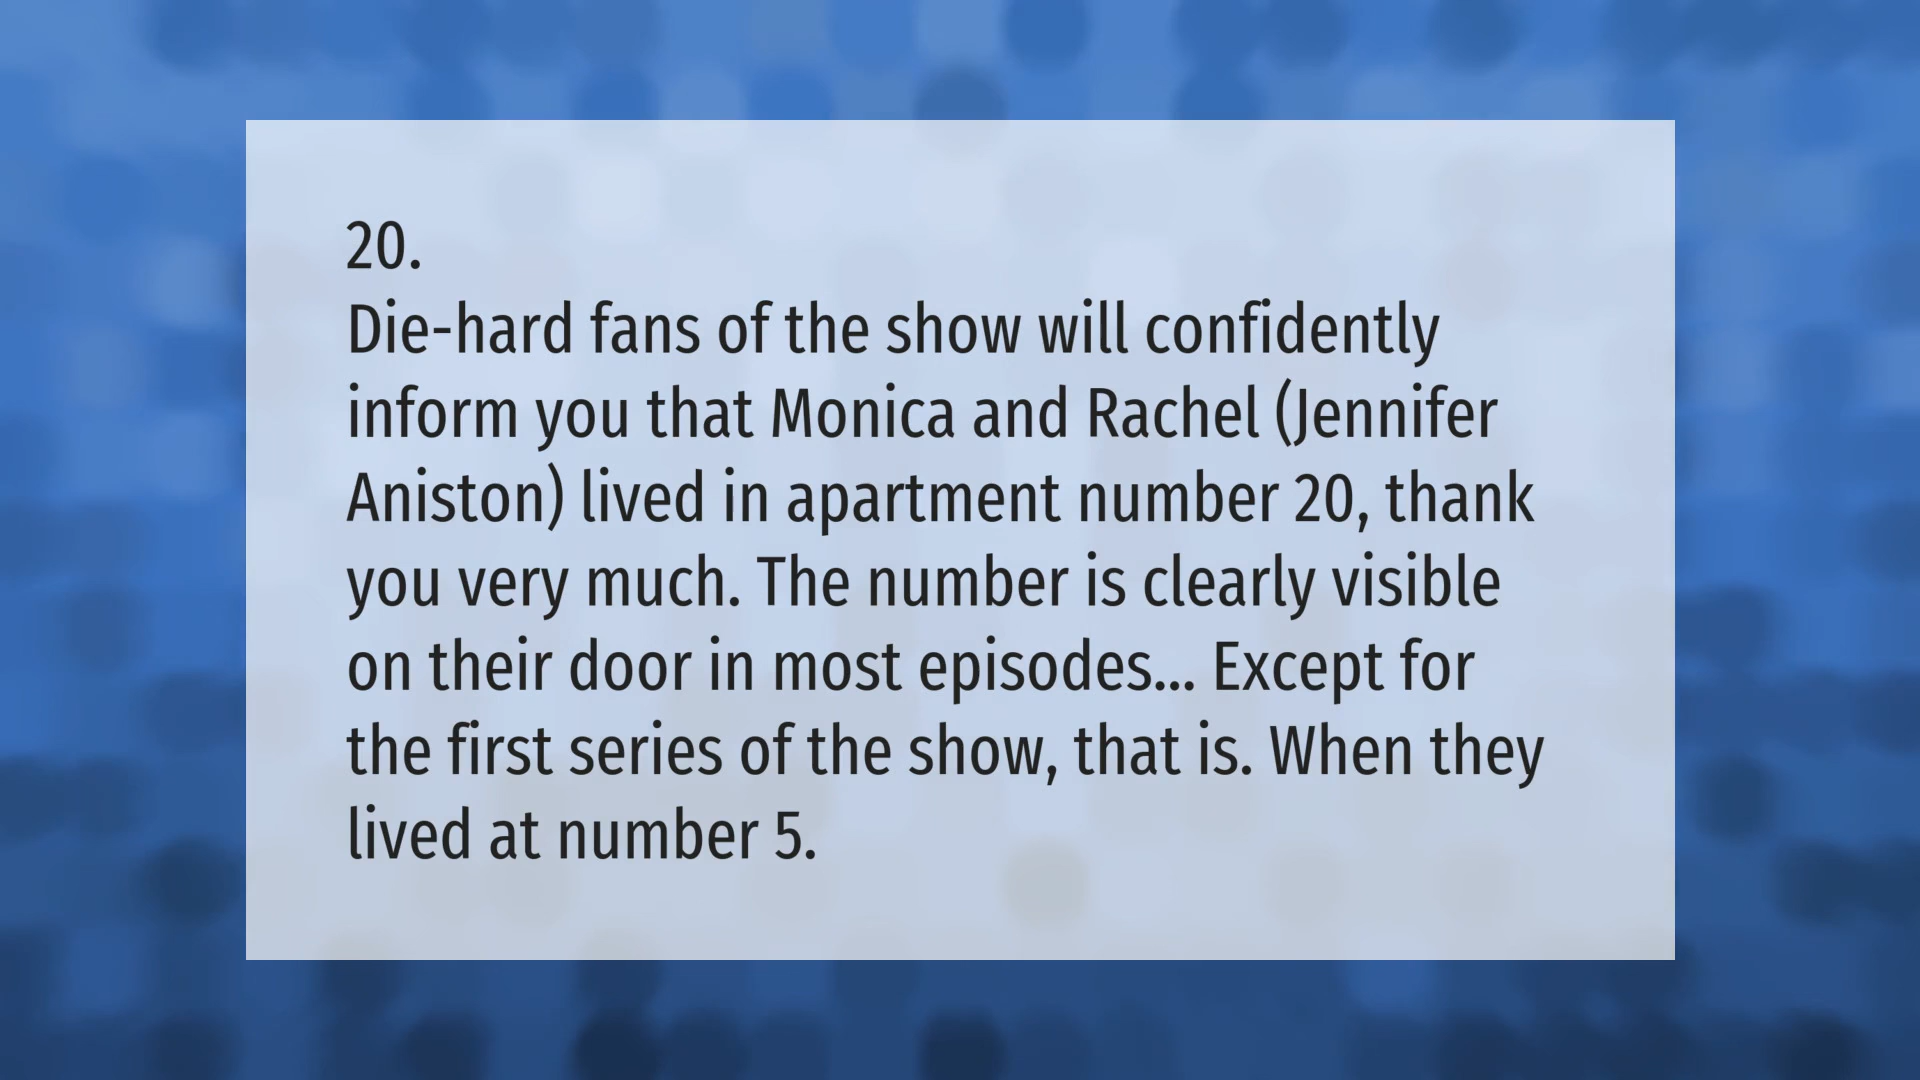 20.
Die-hard fans of the show will confidently
inform you that Monica and Rachel (Jennifer
Aniston) lived in apartment number 20, thank
you very much. The number is clearly visible
on their door in most episodes... Except for
the first series of the show, that is. When they
lived at number 5.